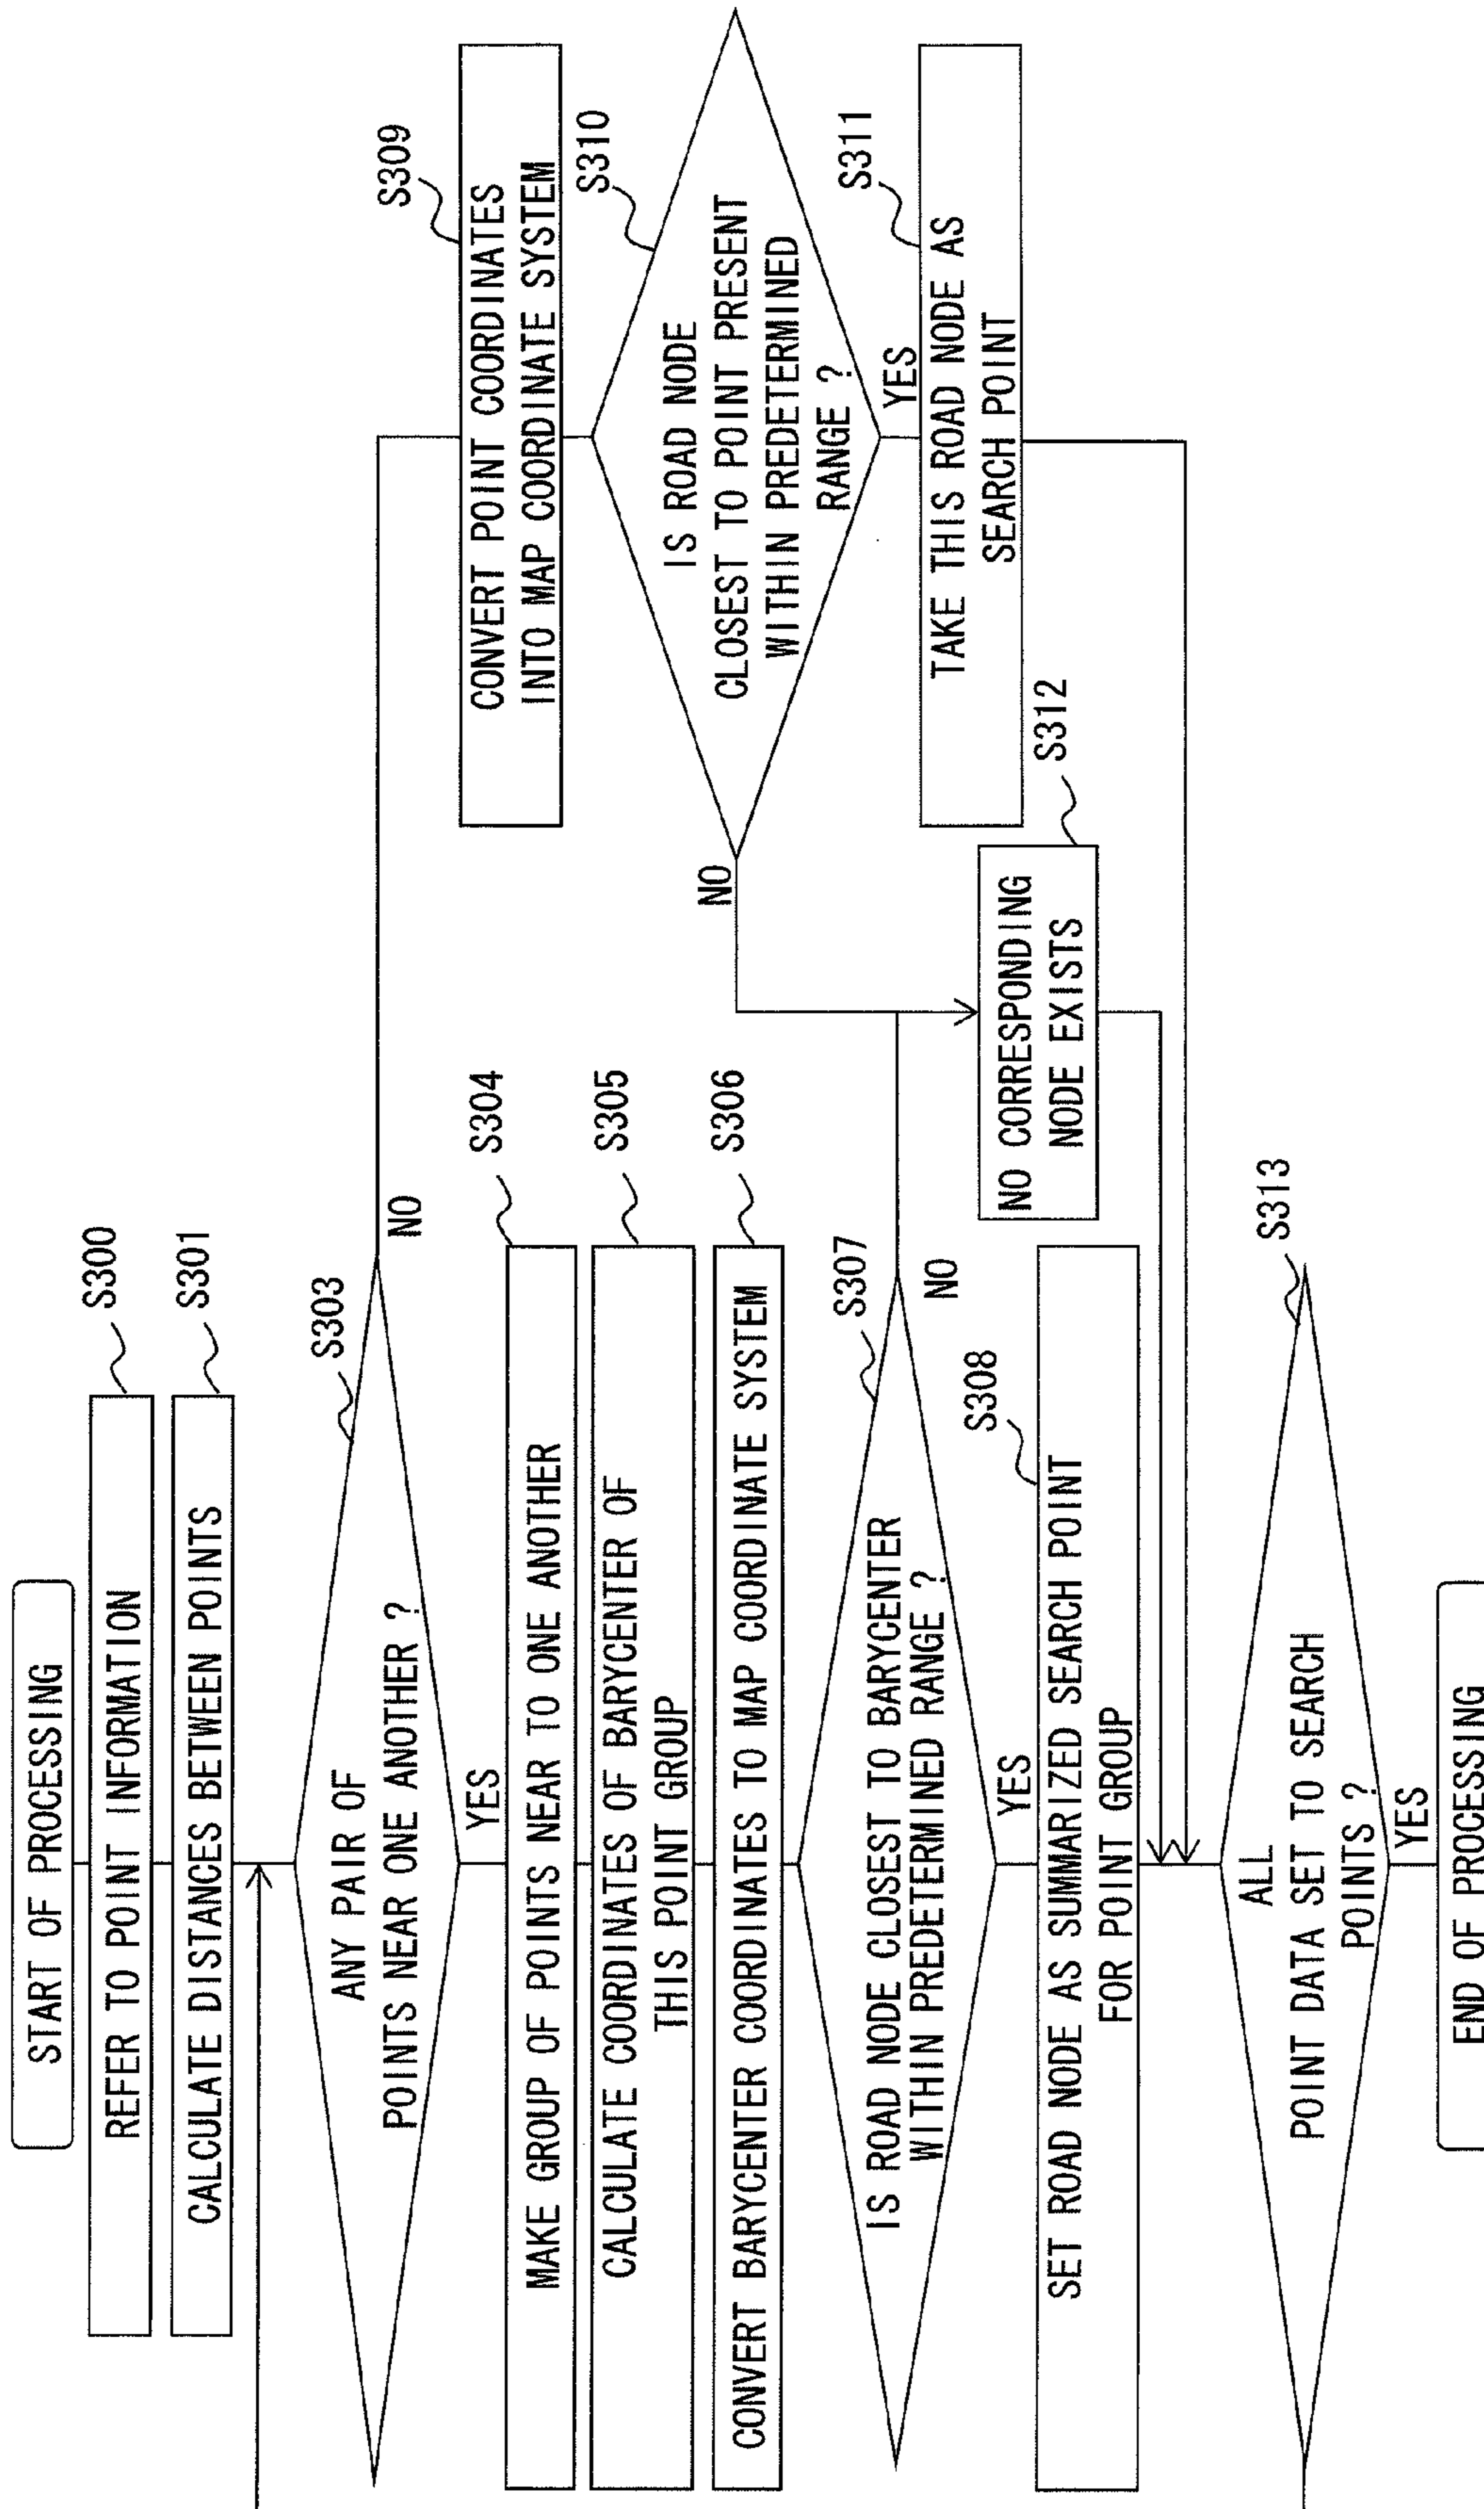 START OF PROCESSING
S300
REFER TO POINT INFORMATION
S301
CALCULATE DISTANCES BETWEEN POINTS
S303
ANY PAIR OF
POINTS NEAR ONE ANOTHER ?
NO
YES
S304
MAKE GROUP OF POINTS NEAR TO ONE ANOTHER
S305
CALCULATE COORDINATES OF BARYCENTER OF
THIS POINT GROUP
S306
CONVERT BARYCENTER COORDINATES TO MAP COORDINATE SYSTEM
S307
IS ROAD NODE CLOSEST TO BARYCENTER
WITHIN PREDETERMINED RANGE ?
NO
YES
S308
SET ROAD NODE AS SUMMARIZED SEARCH POINT
FOR POINT GROUP
S309
CONVERT POINT COORDINATES
INTO MAP COORDINATE SYSTEM
S310
IS ROAD NODE
CLOSEST TO POINT PRESENT
WITHIN PREDETERMINED
RANGE ?
NO
YES
S311
TAKE THIS ROAD NODE AS
SEARCH POINT
S312
NO CORRESPONDING
NODE EXISTS
S313
ALL
POINT DATA SET TO SEARCH
POINTS ?
YES
END OF PROCESSING